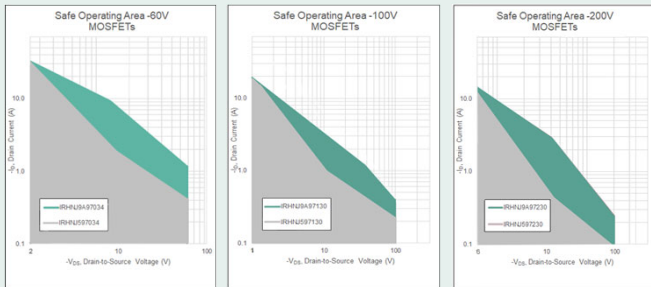 Safe Operating Area -60V
MOSFETs
-ID, Drain Current (A)
10.0
1.0
0.1
IRHNJ9A97034
IRHNJ597034
2
10
100
-VDS, Drain-to-Source Voltage (V)
Safe Operating Area -100V
MOSFETs
-ID, Drain Current (A)
10.0
1.0
0.1
IRHNJ9A97130
IRHNJ597130
1
10
100
-VDS, Drain-to-Source Voltage (V)
Safe Operating Area -200V
MOSFETs
-ID, Drain Current (A)
10.0
1.0
0.1
IRHNJ9A97230
IRHNJ597230
10
100
-VDS, Drain-to-Source Voltage (V)